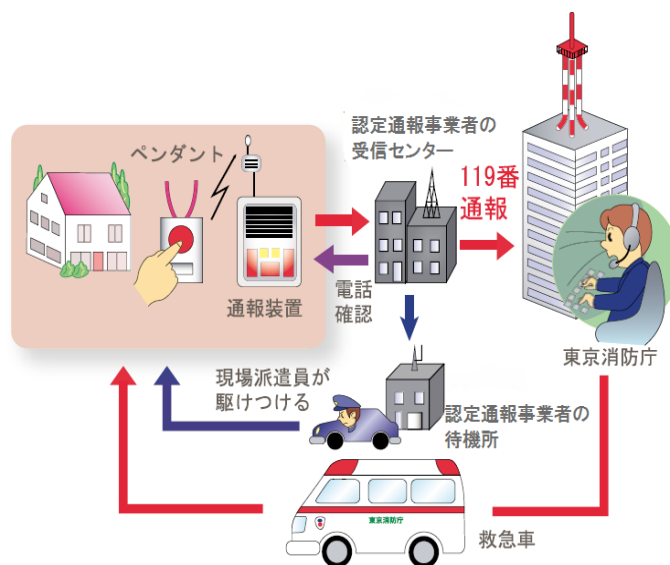 認定通報事業者の
受信センター
ペンダント
119番
通報
通報装置
電話
確認
東京消防庁
現場派遣員が
駆けつける
認定通報事業者の
待機所
東京消防庁
救急車